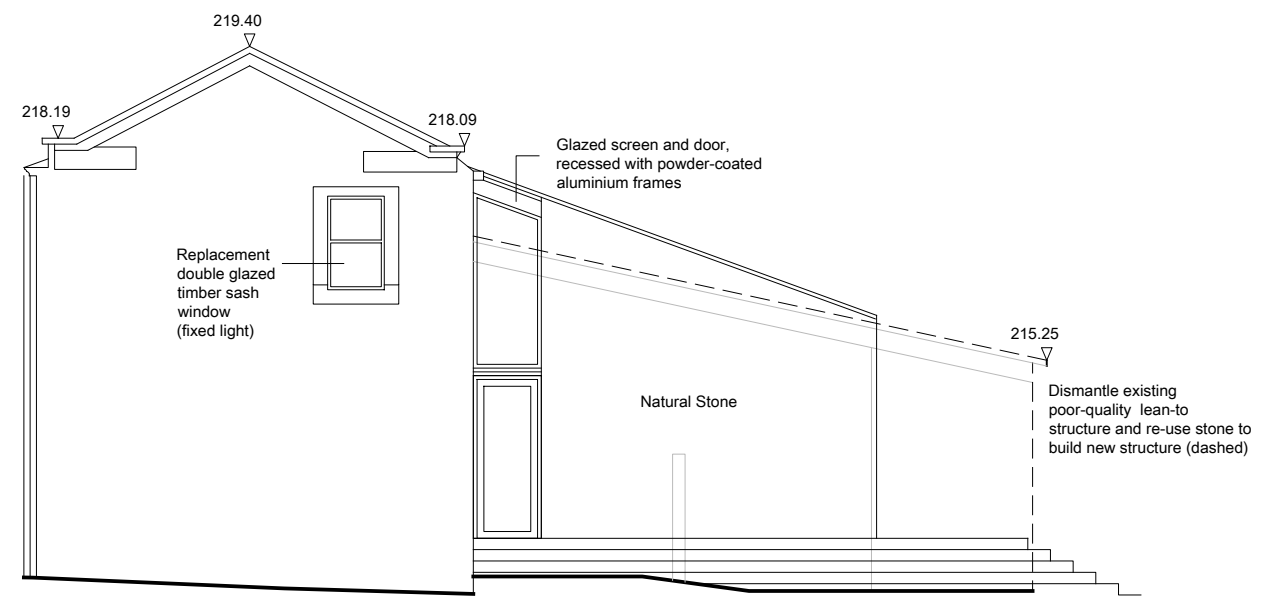 219.40
218.19
218.09
Glazed screen and door,
recessed with powder-coated
aluminium frames
Replacement
double glazed
timber sash
window
(fixed light)
215.25
Natural Stone
Dismantle existing
poor-quality lean-to
structure and re-use stone to
build new structure (dashed)